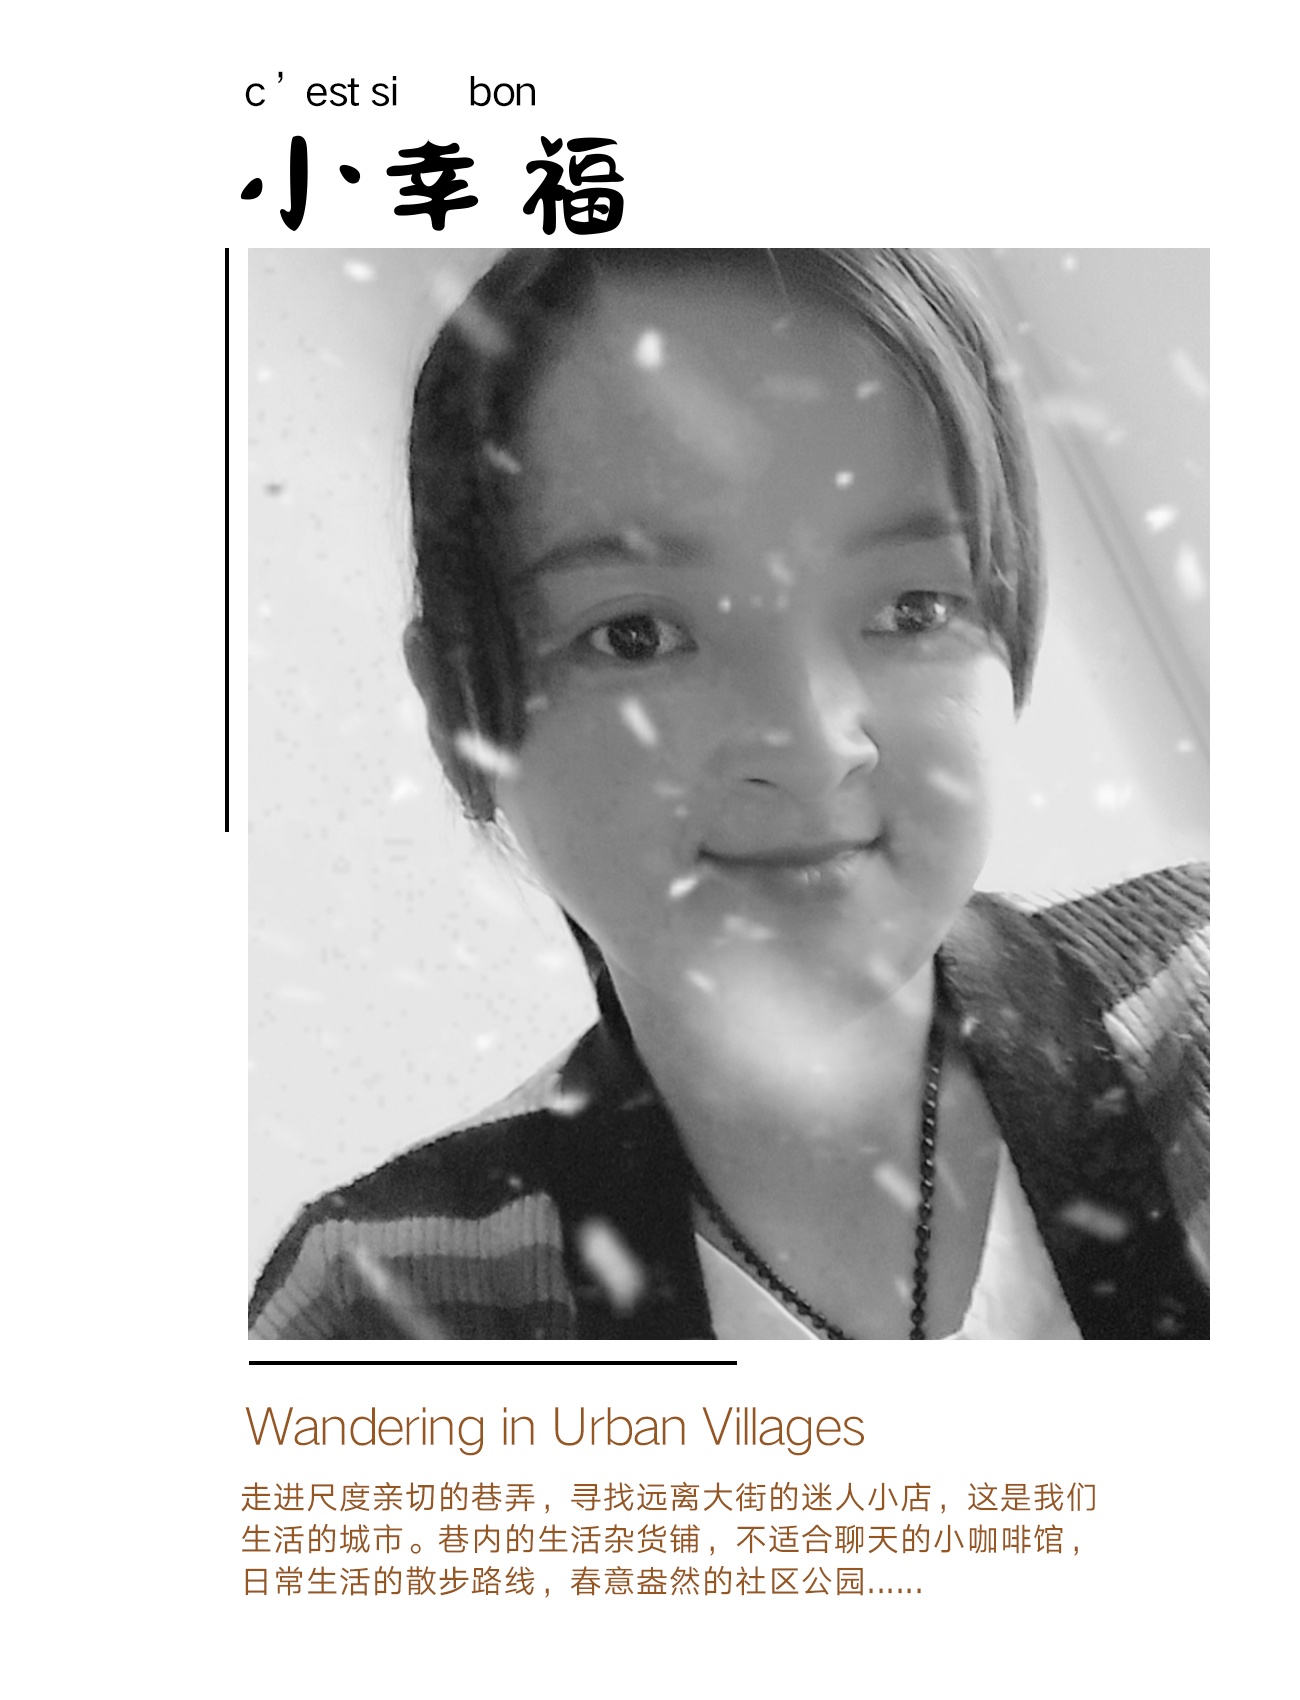 c’est si bon
小幸福
Wandering in Urban Villages
走进尺度亲切的巷弄，寻找远离大街的迷人小店，这是我们
生活的城市。巷内的生活杂货铺，不适合聊天的小咖啡馆，
日常生活的散步路线，春意盎然的社区公园......